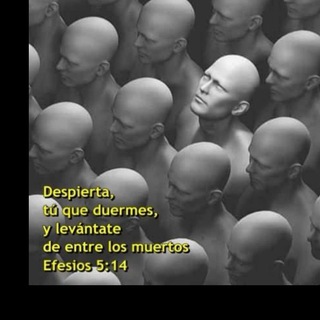 Despierta,
tú que duermes,
y levántate
de entre los muertos
Efesios 5:14